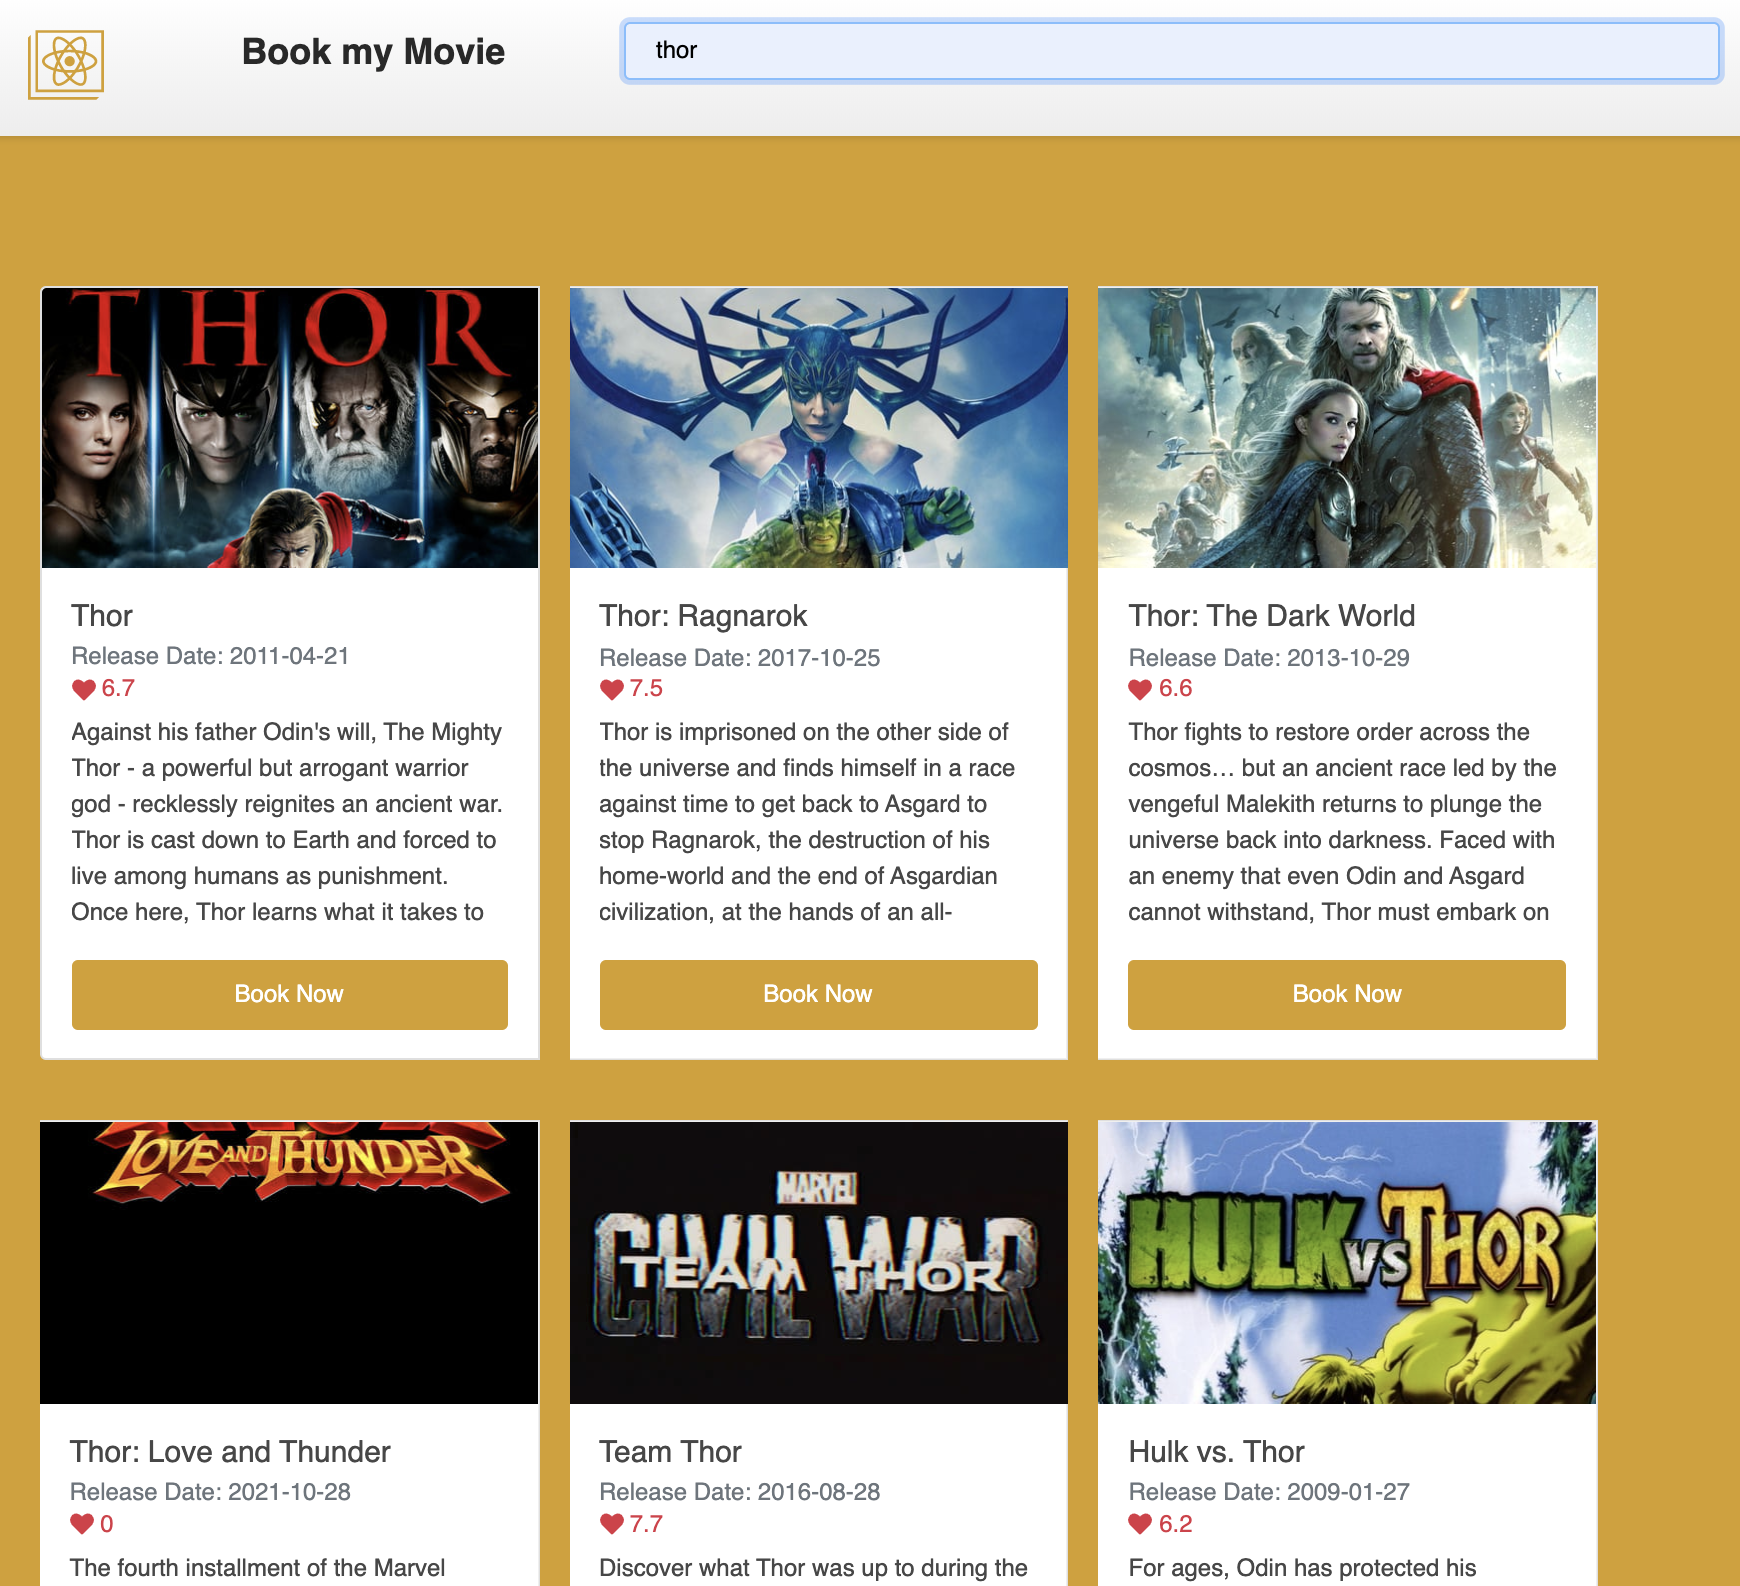 Book my Movie
thor
THOR
Thor
Release Date: 2011-04-21
6.7
Against his father Odin's will, The Mighty
Thor - a powerful but arrogant warrior
god - recklessly reignites an ancient war.
Thor is cast down to Earth and forced to
live among humans as punishment.
Once here, Thor learns what it takes to
Book Now
Thor: Ragnarok
Release Date: 2017-10-25
7.5
Thor is imprisoned on the other side of
the universe and finds himself in a race
against time to get back to Asgard to
stop Ragnarok, the destruction of his
home-world and the end of Asgardian
civilization, at the hands of an all-
Book Now
Thor: The Dark World
Release Date: 2013-10-29
6.6
Thor fights to restore order across the
cosmos… but an ancient race led by the
vengeful Malekith returns to plunge the
universe back into darkness. Faced with
an enemy that even Odin and Asgard
cannot withstand, Thor must embark on
Book Now
LOVE AND THUNDER
Thor: Love and Thunder
Release Date: 2021-10-28
0
The fourth installment of the Marvel
MARVEL
CIVIL WAR
TEAM THOR
Team Thor
Release Date: 2016-08-28
7.7
Discover what Thor was up to during the
HULK VS THOR
Hulk vs. Thor
Release Date: 2009-01-27
6.2
For ages, Odin has protected his